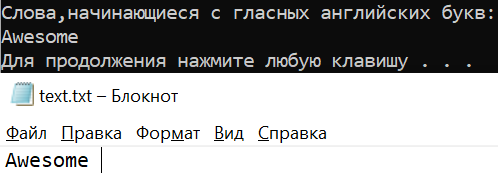 Слова,начинающиеся с гласных английских букв:
Awesome
Для продолжения нажмите любую клавишу . . .
text.txt – Блокнот
Файл Правка Формат Вид Справка
Awesome